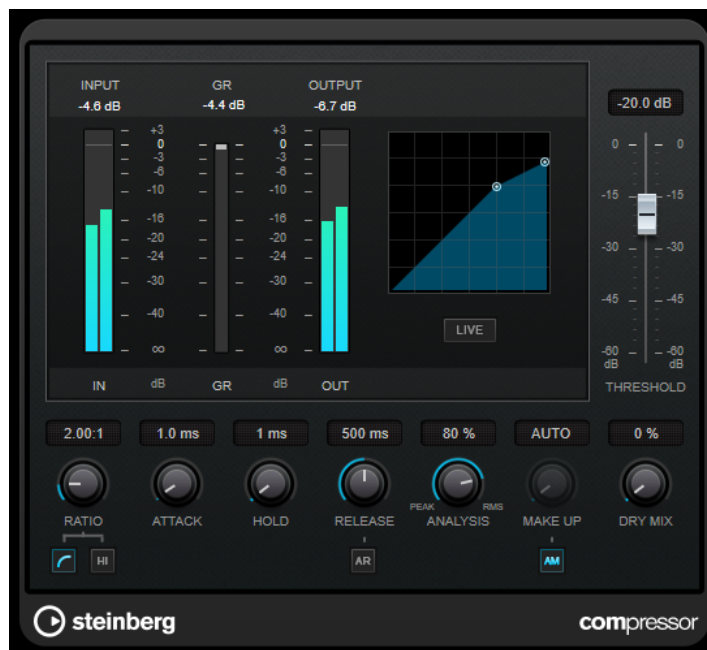 INPUT GR OUTPUT
-4.6 dB -4.4 dB -6.7 dB
-20.0 dB
+3 +3
0 0
-3 -3
-6 -6
-10 -10
-16 -16
-20 -20
-24 -24
-30 -30
-40 -40
∞ ∞
IN dB GR dB OUT
LIVE
0 0
-15 -15
-30 -30
-45 -45
-60 -60
dB dB
THRESHOLD
2.00:1 1.0 ms 1 ms 500 ms 80 % AUTO 0 %
PEAK RMS
RATIO ATTACK HOLD RELEASE ANALYSIS MAKE UP DRY MIX
HI AR AM
steinberg compressor